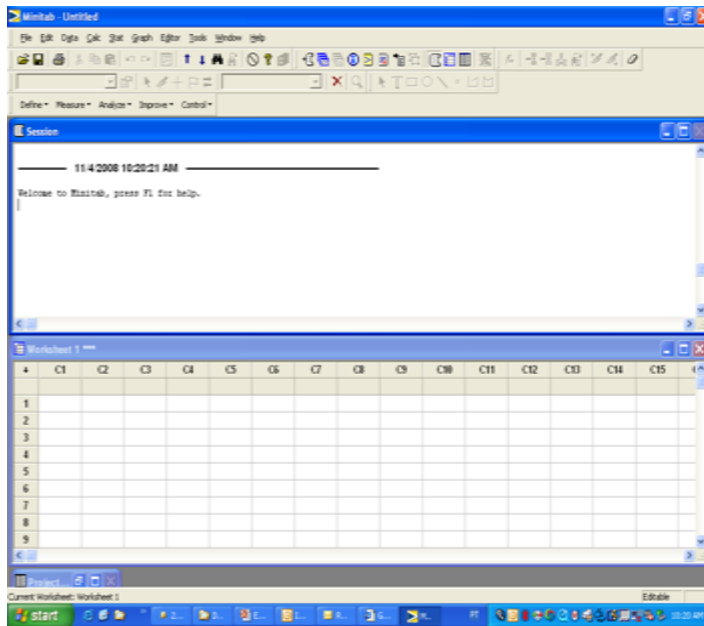 Minitab - Untitled
File Edit Data Calc Stat Graph Editor Tools Window Help
Define Measure Analyze Improve Control
Session
11/4/2008 10:20:21 AM
Welcome to Minitab, press F1 for help.
Worksheet 1 ***
C1 C2 C3 C4 C5 C6 C7 C8 C9 C10 C11 C12 C13 C14 C15
1
2
3
4
5
6
7
8
9
Project...
Current Worksheet: Worksheet 1 Editable
start 2... D... E... I... R... G... M... PT 10:20 AM